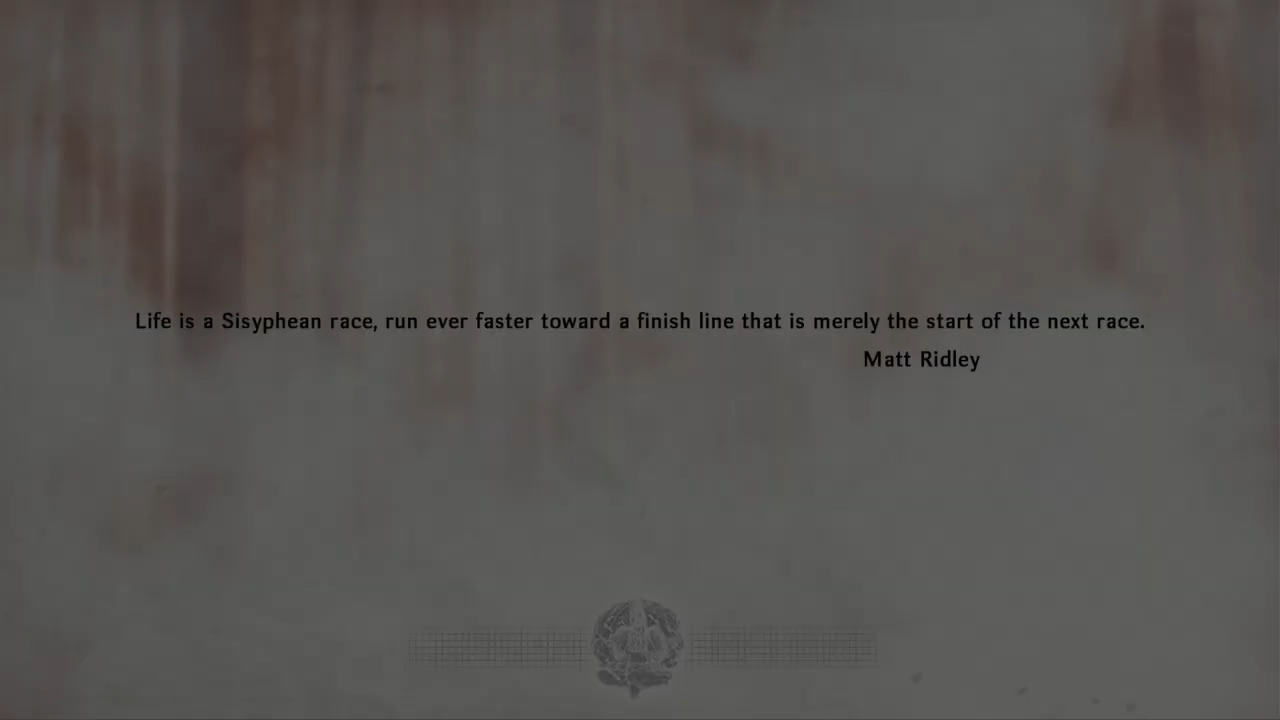 Life is a Sisyphean race, run ever faster toward a finish line that is merely the start of the next race.
Matt Ridley